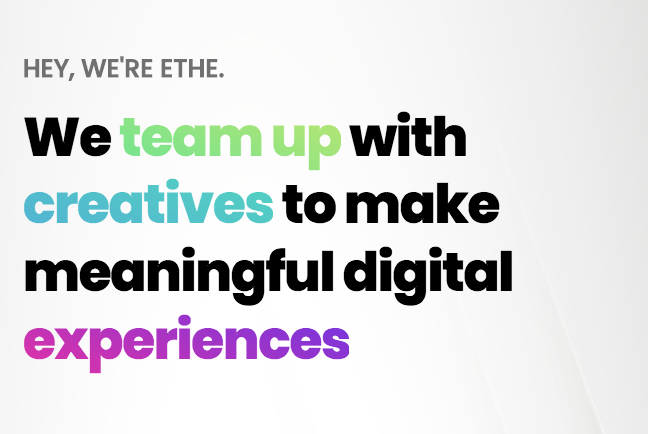 HEY, WE'RE ETHE.
We team up with
creatives to make
meaningful digital
experiences